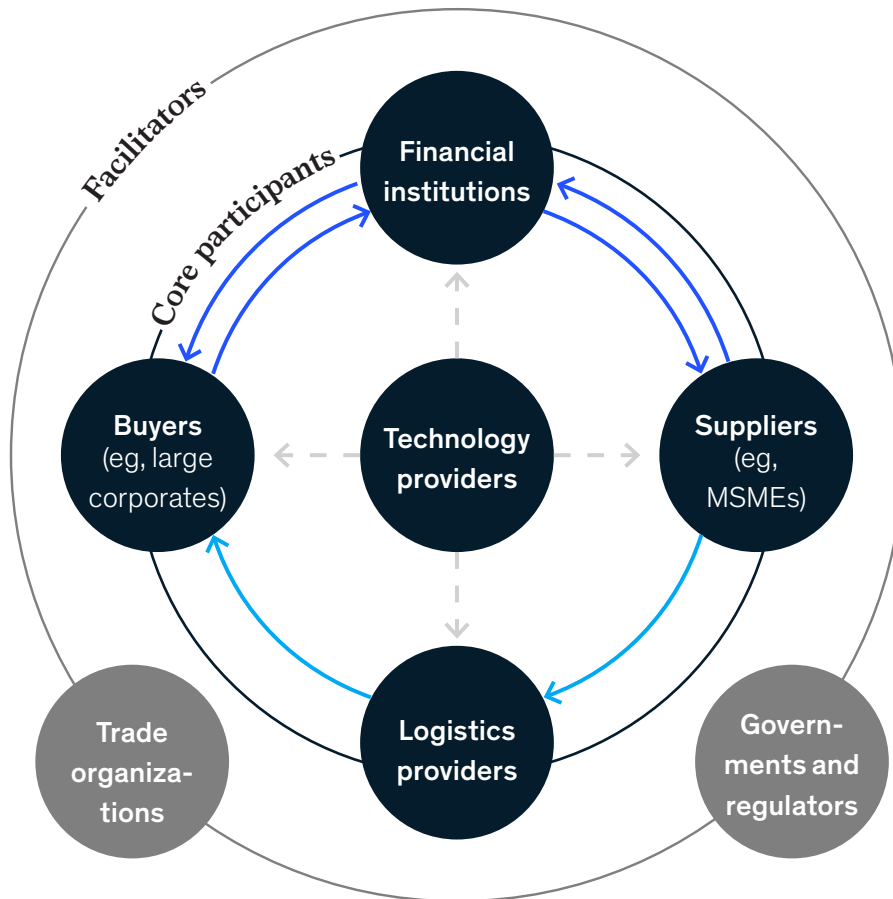 Facilitators
Core participants
Financial
institutions
Buyers
(eg, large
corporates)
Technology
providers
Suppliers
(eg,
MSMEs)
Logistics
providers
Trade
organiza-
tions
Govern-
ments and
regulators